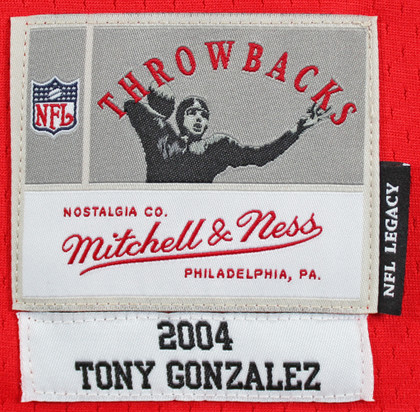 THROWBACKS
NFL
NOSTALGIA CO.
Mitchell & Ness
PHILADELPHIA, PA.
NFL LEGACY
2004
TONY GONZALEZ